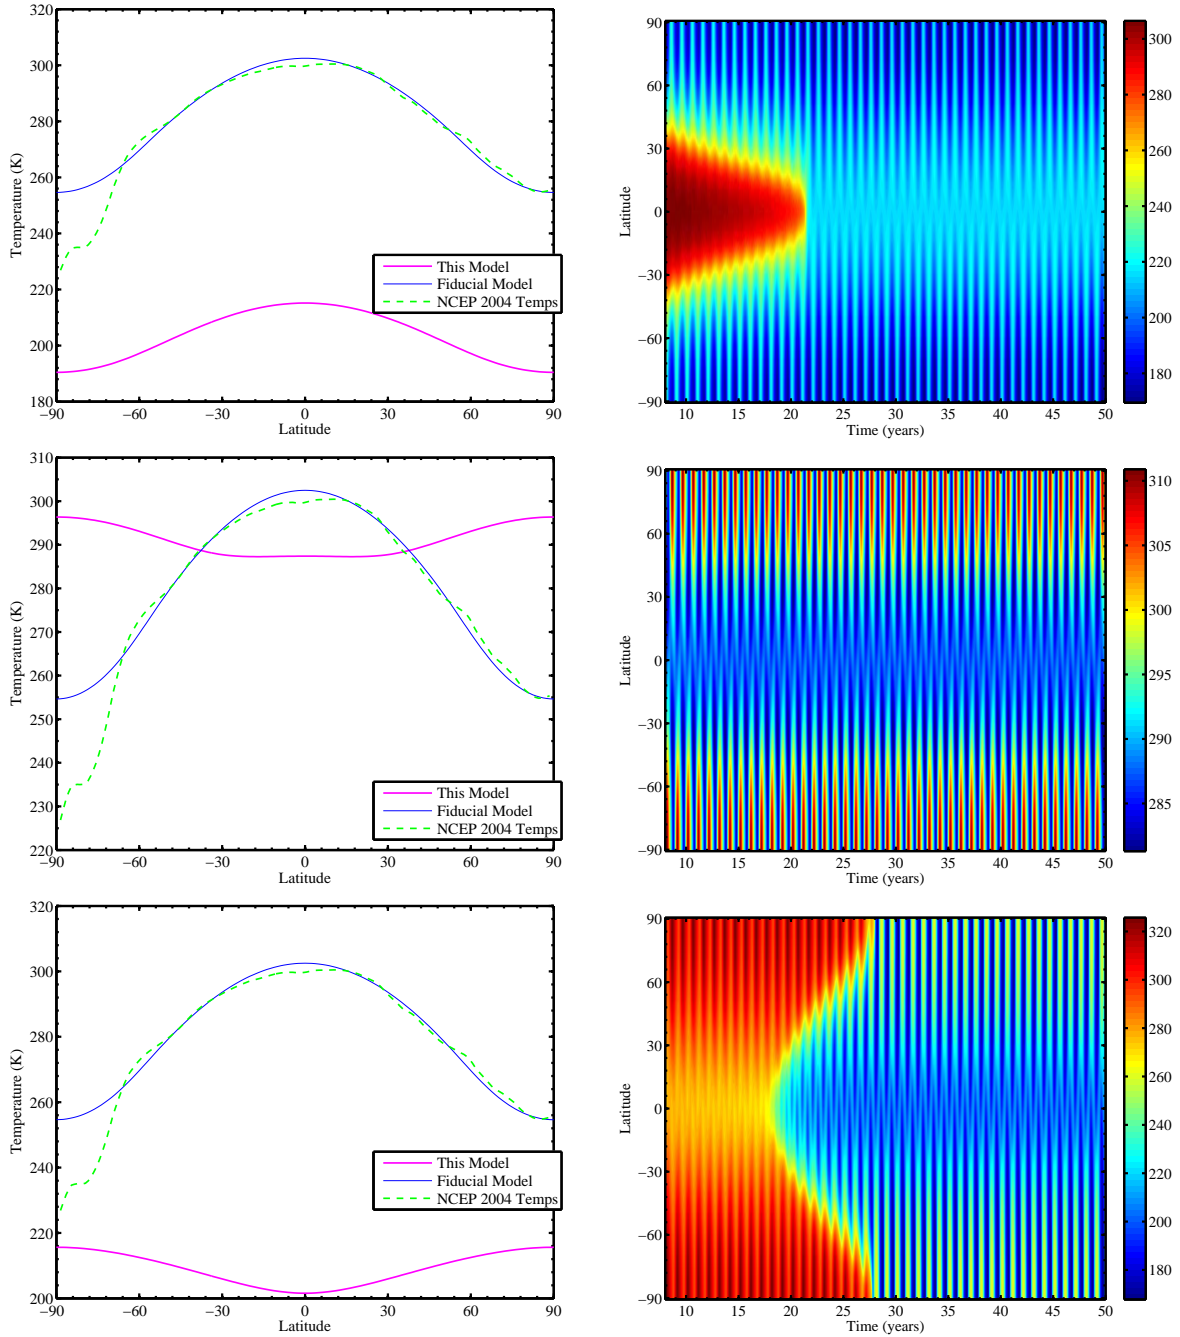 320
300
280
260
240
220
200
180
Temperature (K)
−90 −60 −30 0 30 60 90
Latitude
This Model
Fiducial Model
NCEP 2004 Temps
90
60
30
0
−30
−60
−90
Latitude
10 15 20 25 30 35 40 45 50
Time (years)
300
280
260
240
220
200
180
310
300
290
280
270
260
250
240
230
220
Temperature (K)
−90 −60 −30 0 30 60 90
Latitude
This Model
Fiducial Model
NCEP 2004 Temps
90
60
30
0
−30
−60
−90
Latitude
10 15 20 25 30 35 40 45 50
Time (years)
310
305
300
295
290
285
320
300
280
260
240
220
200
Temperature (K)
−90 −60 −30 0 30 60 90
Latitude
This Model
Fiducial Model
NCEP 2004 Temps
90
60
30
0
−30
−60
−90
Latitude
10 15 20 25 30 35 40 45 50
Time (years)
320
300
280
260
240
220
200
180